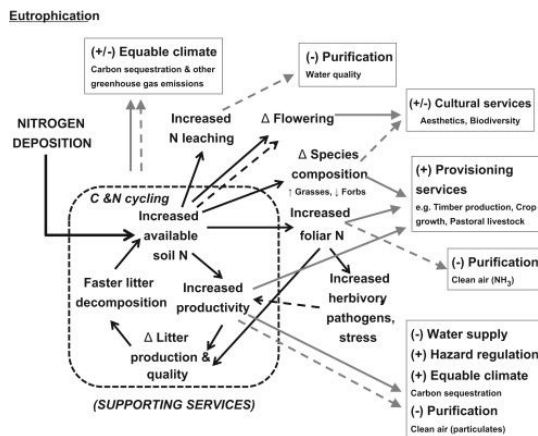 Eutrophication
(+/-) Equable climate
Carbon sequestration & other
greenhouse gas emissions
(-) Purification
Water quality
NITROGEN
DEPOSITION
Increased
N leaching
Δ Flowering
(+/-) Cultural services
Aesthetics, Biodiversity
Δ Species
composition
↑ Grasses, ↓ Forbs
C &N cycling
Increased
available
soil N
Increased
foliar N
(+) Provisioning
services
e.g. Timber production, Crop
growth, Pastoral livestock
(-) Purification
Clean air (NH3)
Faster litter
decomposition
Increased
productivity
Increased
herbivory,
pathogens,
stress
Δ Litter
production &
quality
(SUPPORTING SERVICES)
(-) Water supply
(+) Hazard regulation
(+) Equable climate
Carbon sequestration
(-) Purification
Clean air (particulates)